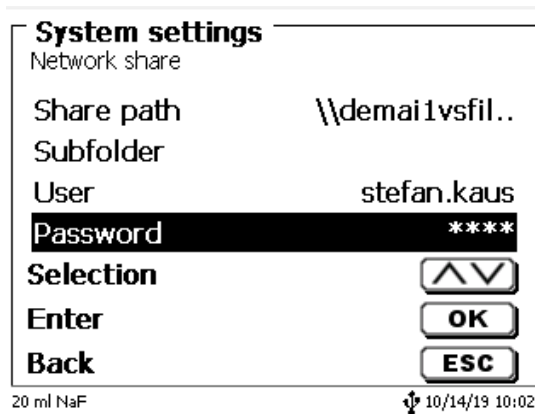 System settings
Network share
Share path \\demai1vsfil..
Subfolder
User stefan.kaus
Password ****
Selection
Enter OK
Back ESC
20 ml NaF 10/14/19 10:02